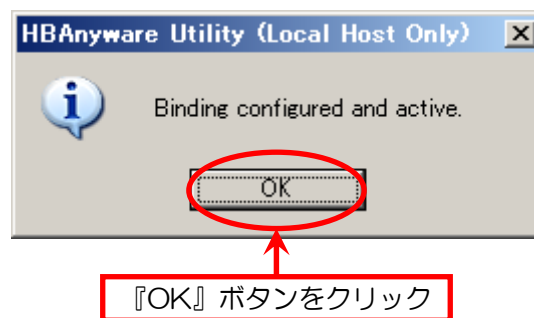 HBAnyware Utility (Local Host Only)
Binding configured and active.
OK
『OK』ボタンをクリック